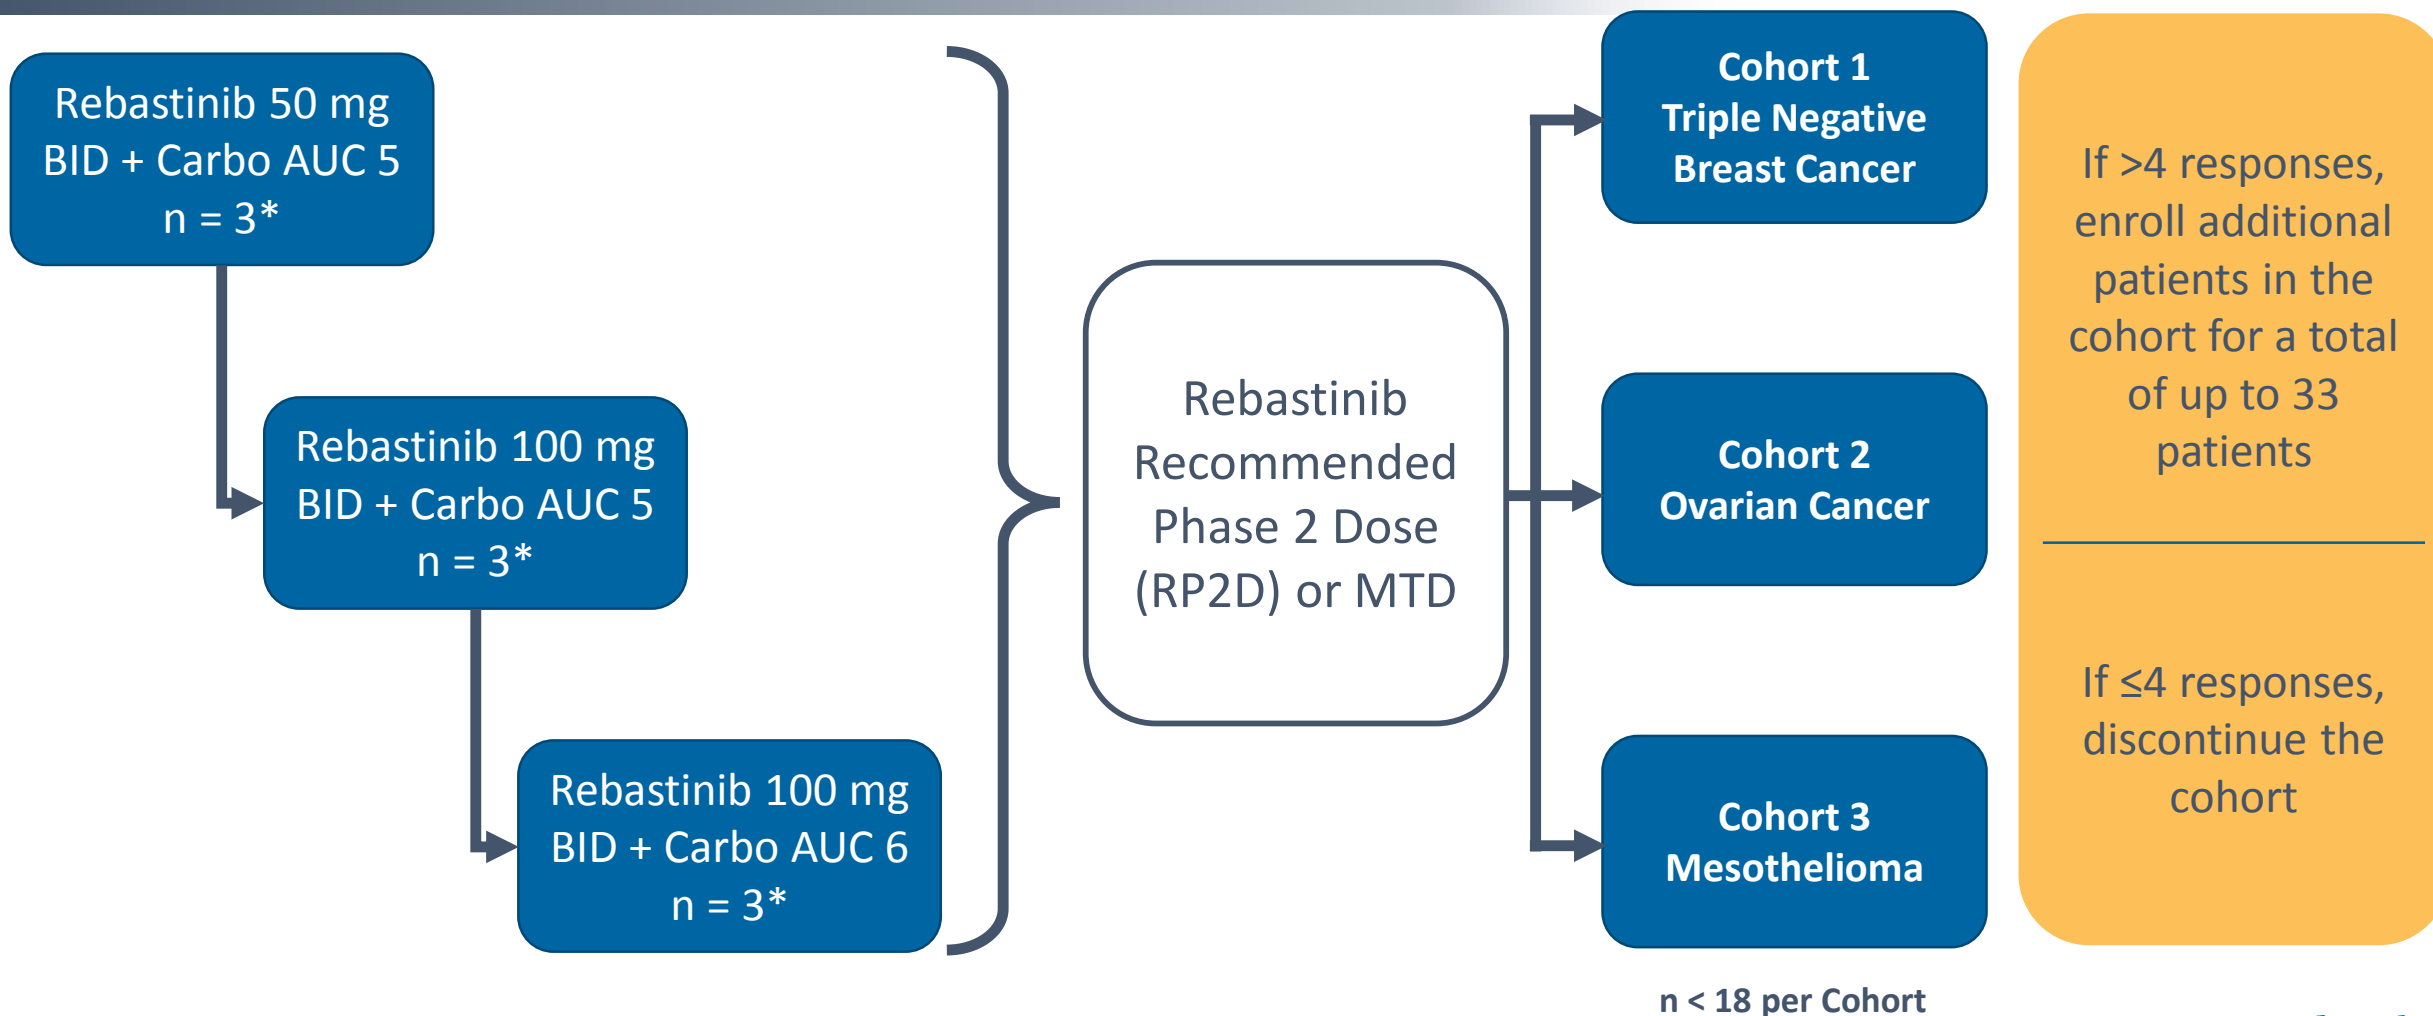 Rebastinib 50 mg
BID + Carbo AUC 5
n = 3*
Rebastinib 100 mg
BID + Carbo AUC 5
n = 3*
Rebastinib 100 mg
BID + Carbo AUC 6
n = 3*
Rebastinib
Recommended
Phase 2 Dose
(RP2D) or MTD
Cohort 1
Triple Negative
Breast Cancer
Cohort 2
Ovarian Cancer
Cohort 3
Mesothelioma
n < 18 per Cohort
If >4 responses,
enroll additional
patients in the
cohort for a total
of up to 33
patients
If ≤4 responses,
discontinue the
cohort